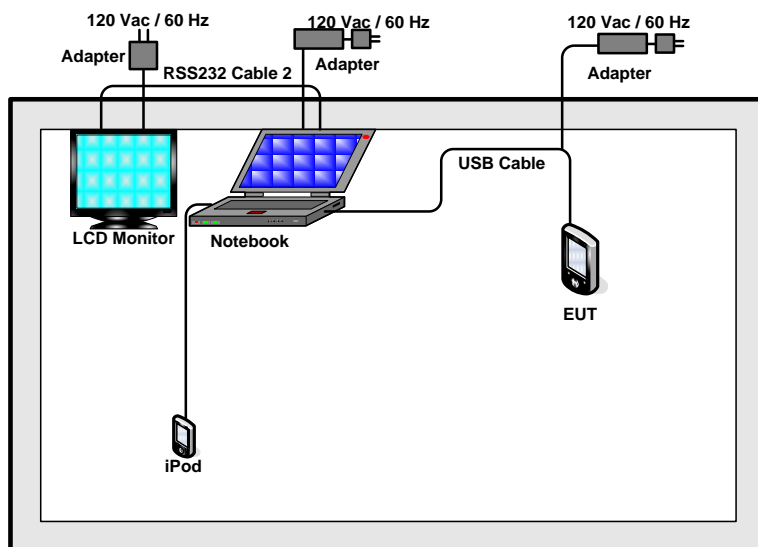 120 Vac / 60 Hz
120 Vac / 60 Hz
120 Vac / 60 Hz
Adapter
Adapter
Adapter
RSS232 Cable 2
USB Cable
LCD Monitor
Notebook
EUT
iPod